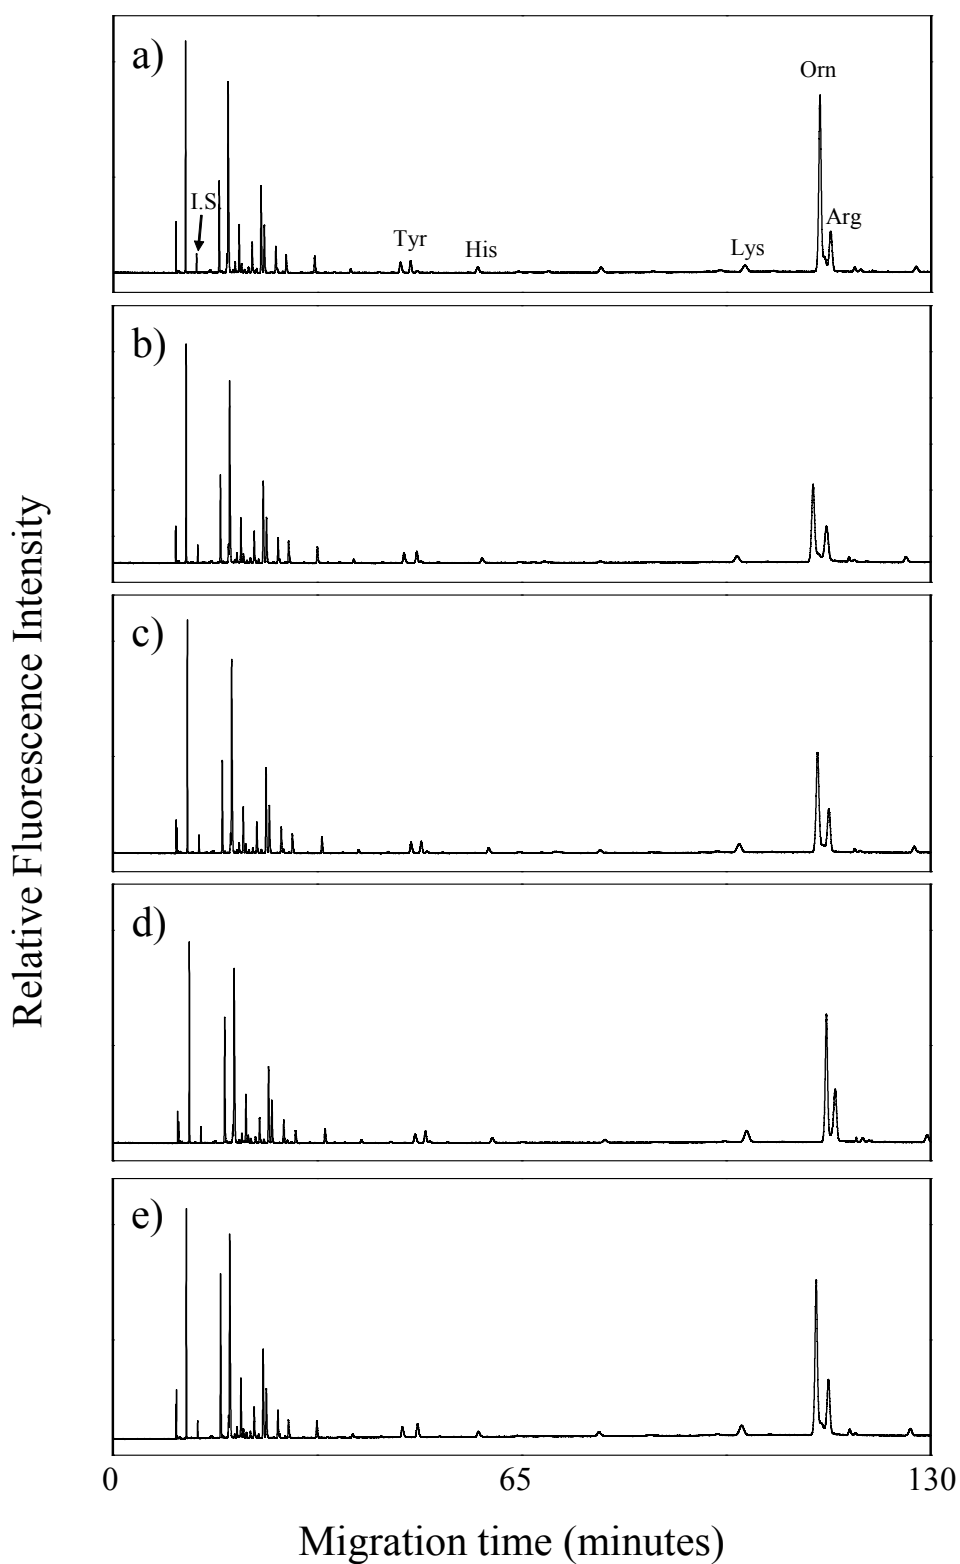 a)
Orn
I.S.
Arg
Tyr
His
Lys
b)
c)
d)
e)
Relative Fluorescence Intensity
0 65 130
Migration time (minutes)